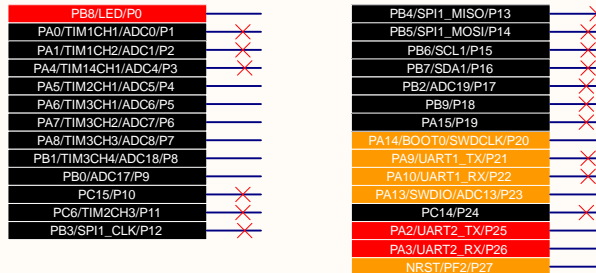 PB8/LED/P0
PA0/TIM1CH1/ADC0/P1
PA1/TIM1CH2/ADC1/P2
PA4/TIM14CH1/ADC4/P3
PA5/TIM2CH1/ADC5/P4
PA6/TIM3CH1/ADC6/P5
PA7/TIM3CH2/ADC7/P6
PA8/TIM3CH3/ADC8/P7
PB1/TIM3CH4/ADC18/P8
PB0/ADC17/P9
PC15/P10
PC6/TIM2CH3/P11
PB3/SPI1_CLK/P12
PB4/SPI1_MISO/P13
PB5/SPI1_MOSI/P14
PB6/SCL1/P15
PB7/SDA1/P16
PB2/ADC19/P17
PB9/P18
PA15/P19
PA14/BOOT0/SWDCLK/P20
PA9/UART1_TX/P21
PA10/UART1_RX/P22
PA13/SWDIO/ADC13/P23
PC14/P24
PA2/UART2_TX/P25
PA3/UART2_RX/P26
NRST/PF2/P27